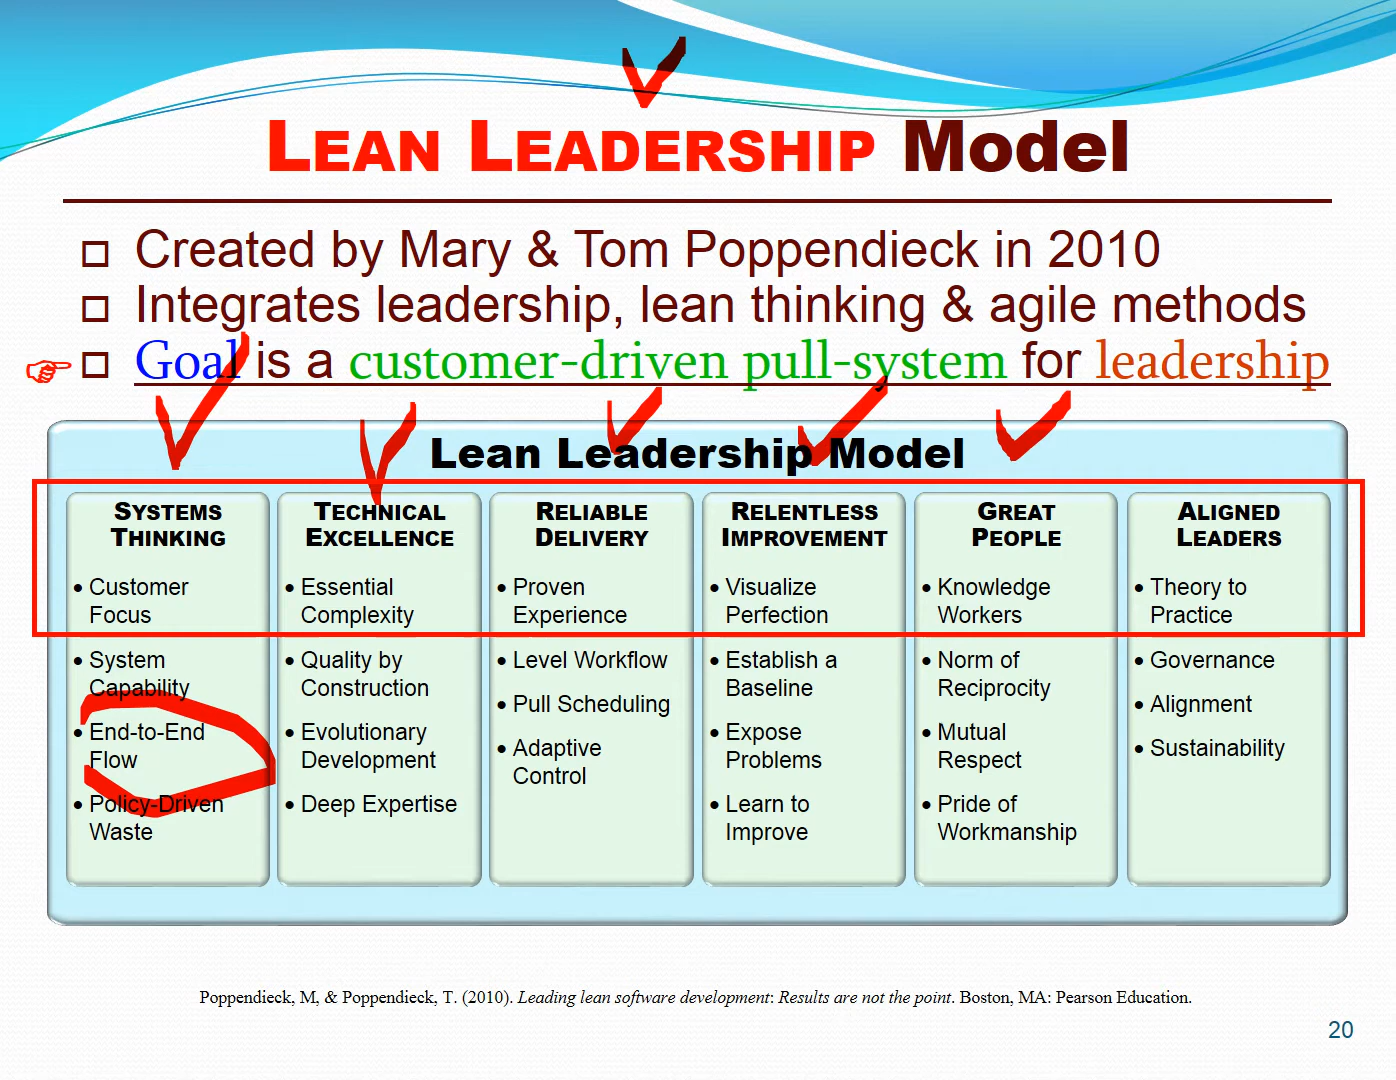 LEAN LEADERSHIP Model
Created by Mary & Tom Poppendieck in 2010
Integrates leadership, lean thinking & agile methods
Goal is a customer-driven pull-system for leadership
Lean Leadership Model
SYSTEMS
THINKING
• Customer
Focus
• System
Capability
• End-to-End
Flow
• Policy-Driven
Waste
TECHNICAL
EXCELLENCE
• Essential
Complexity
• Quality by
Construction
• Evolutionary
Development
• Deep Expertise
RELIABLE
DELIVERY
• Proven
Experience
• Level Workflow
• Pull Scheduling
• Adaptive
Control
RELENTLESS
IMPROVEMENT
• Visualize
Perfection
• Establish a
Baseline
• Expose
Problems
• Learn to
Improve
GREAT
PEOPLE
• Knowledge
Workers
• Norm of
Reciprocity
• Mutual
Respect
• Pride of
Workmanship
ALIGNED
LEADERS
• Theory to
Practice
• Governance
• Alignment
• Sustainability
Poppendieck, M, & Poppendieck, T. (2010). Leading lean software development: Results are not the point. Boston, MA: Pearson Education.
20